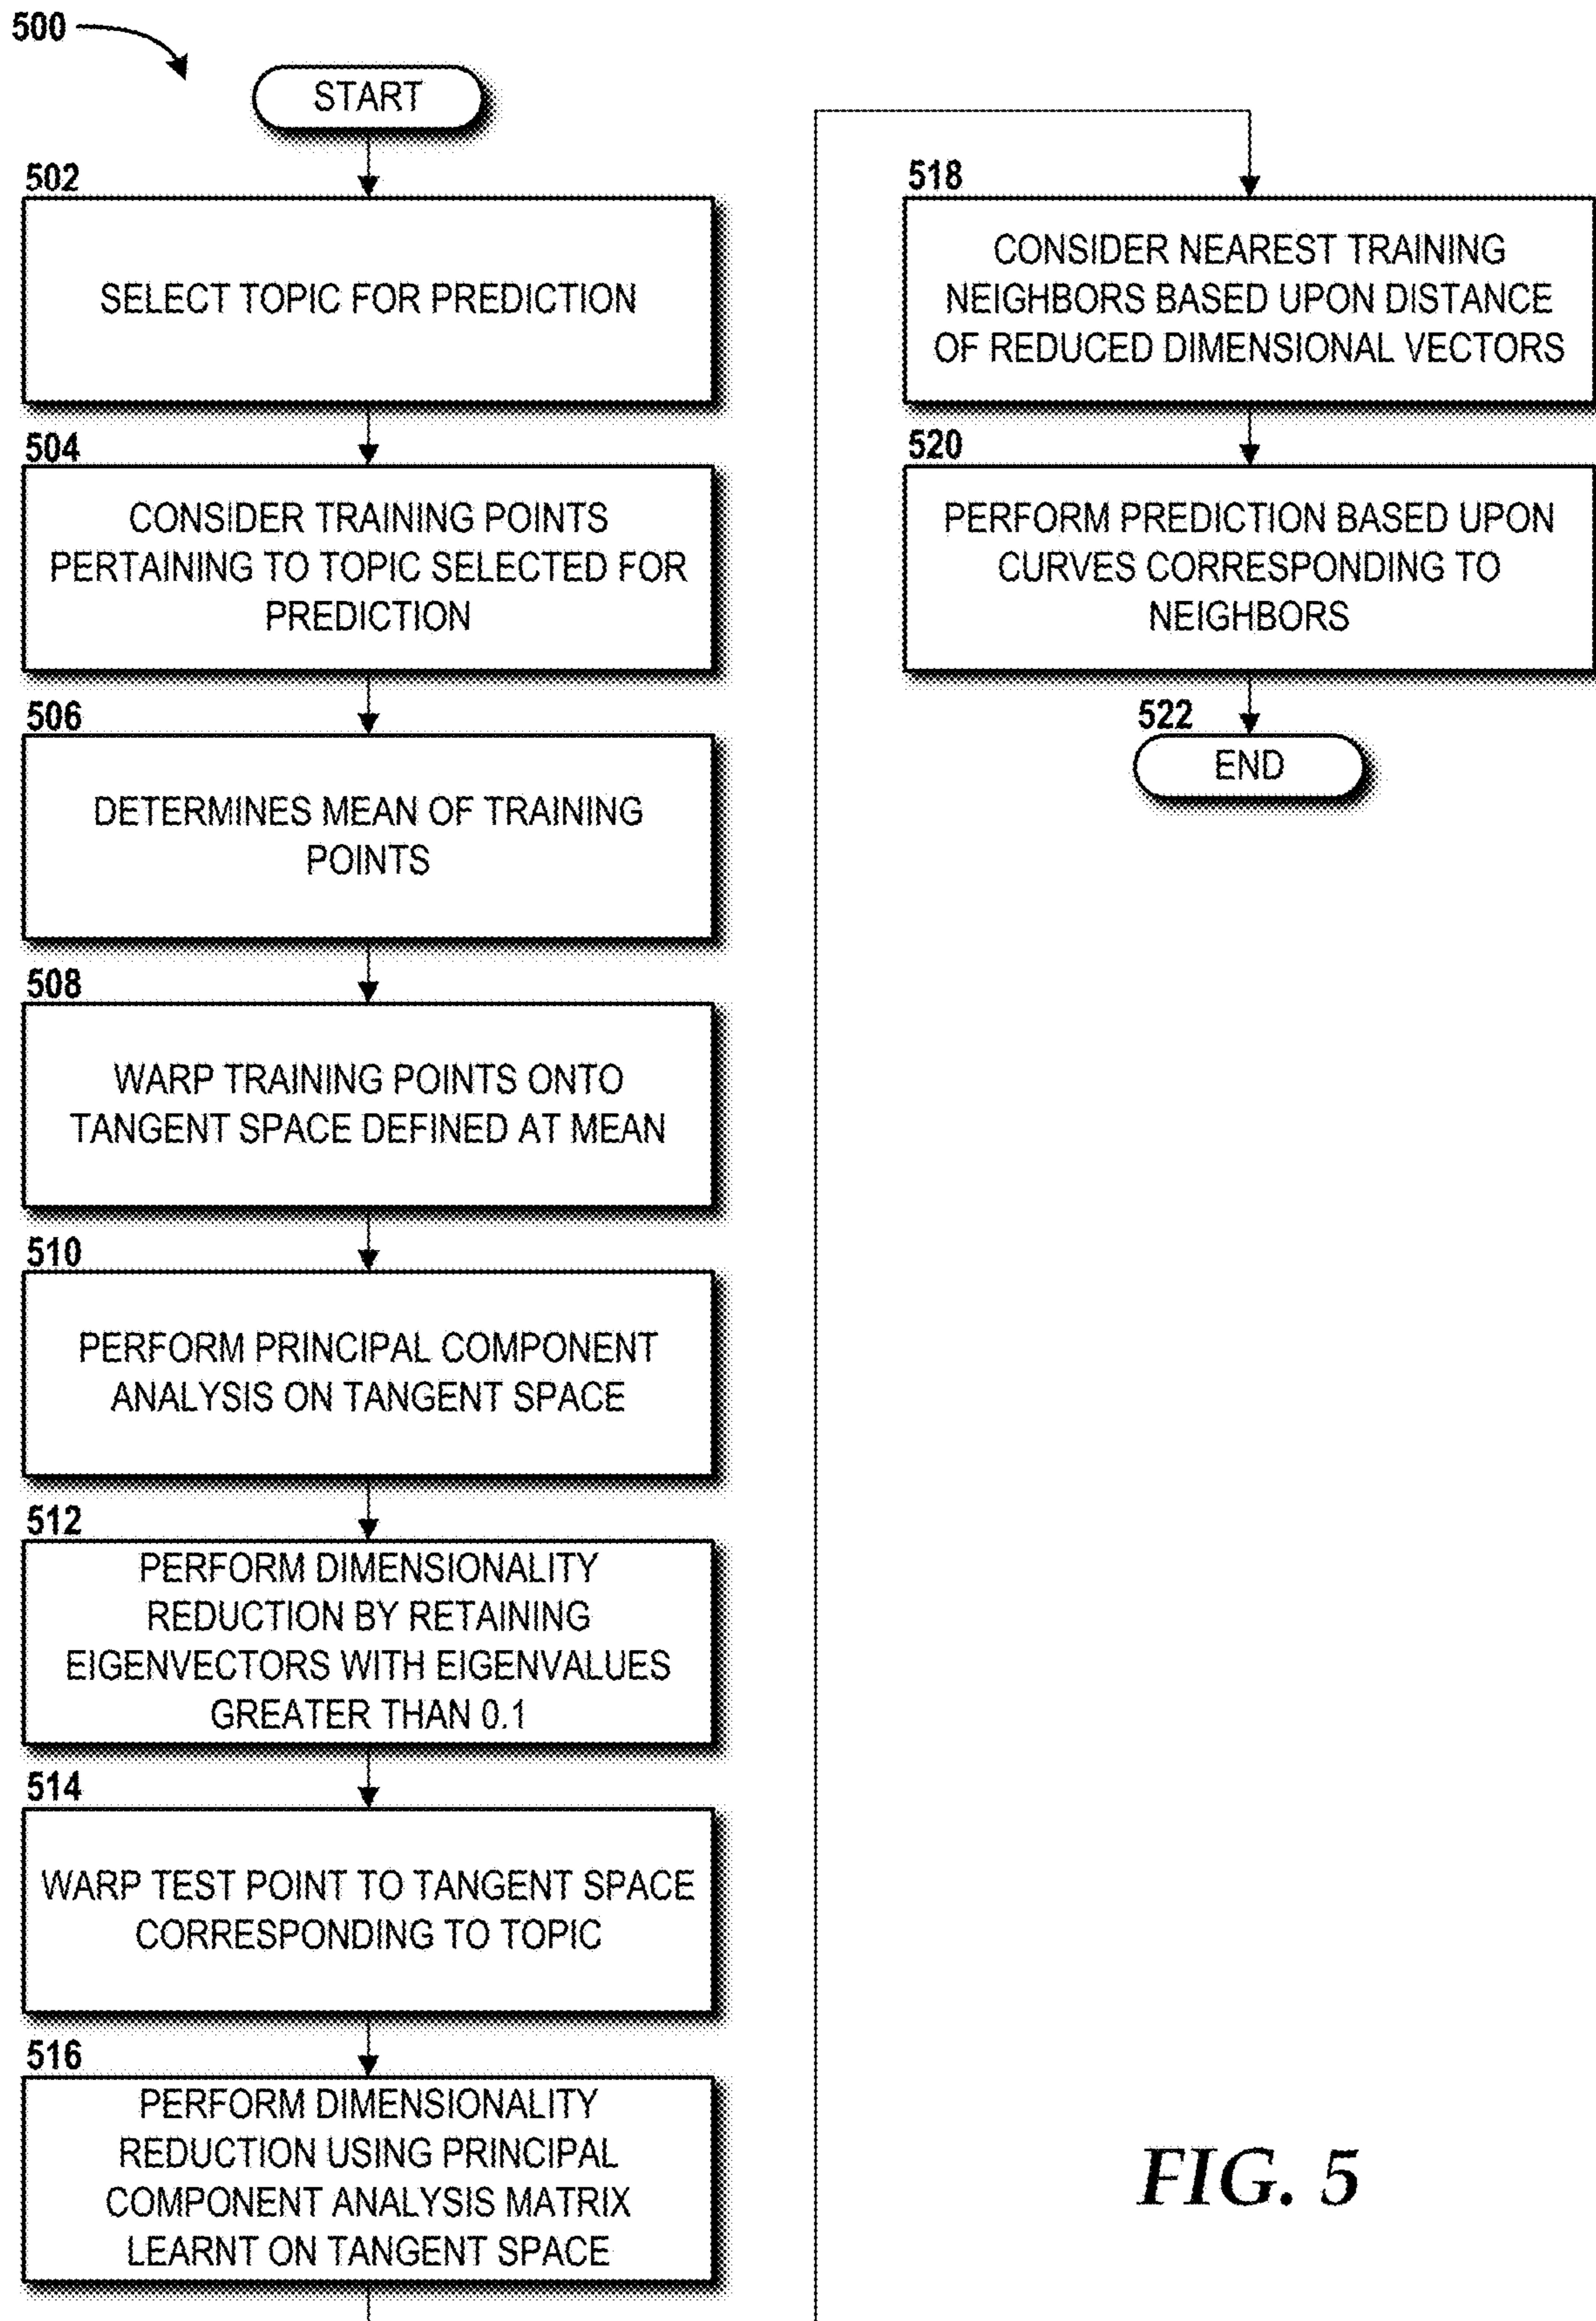 500
START
502
SELECT TOPIC FOR PREDICTION
504
CONSIDER TRAINING POINTS
PERTAINING TO TOPIC SELECTED FOR
PREDICTION
506
DETERMINES MEAN OF TRAINING
POINTS
508
WARP TRAINING POINTS ONTO
TANGENT SPACE DEFINED AT MEAN
510
PERFORM PRINCIPAL COMPONENT
ANALYSIS ON TANGENT SPACE
512
PERFORM DIMENSIONALITY
REDUCTION BY RETAINING
EIGENVECTORS WITH EIGENVALUES
GREATER THAN 0.1
514
WARP TEST POINT TO TANGENT SPACE
CORRESPONDING TO TOPIC
516
PERFORM DIMENSIONALITY
REDUCTION USING PRINCIPAL
COMPONENT ANALYSIS MATRIX
LEARNT ON TANGENT SPACE
518
CONSIDER NEAREST TRAINING
NEIGHBORS BASED UPON DISTANCE
OF REDUCED DIMENSIONAL VECTORS
520
PERFORM PREDICTION BASED UPON
CURVES CORRESPONDING TO
NEIGHBORS
522
END
FIG. 5